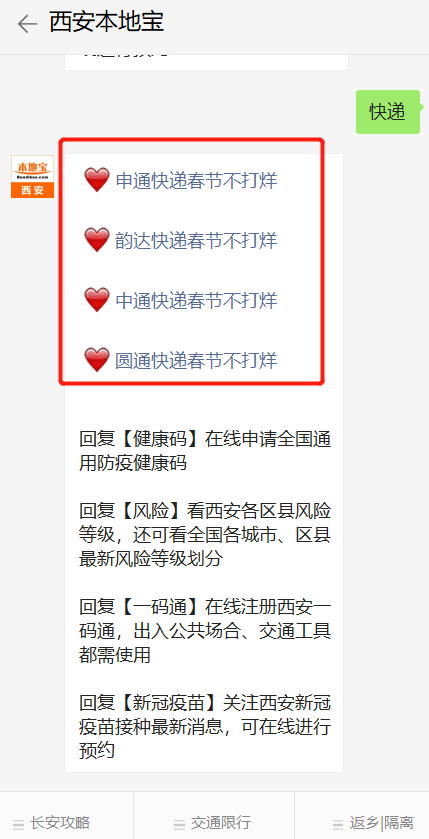 西安本地宝
快递
本地宝
Bendibao.com
西安
申通快递春节不打烊
韵达快递春节不打烊
中通快递春节不打烊
圆通快递春节不打烊
回复【健康码】在线申请全国通
用防疫健康码
回复【风险】看西安各区县风险
等级，还可看全国各城市、区县
最新风险等级划分
回复【一码通】在线注册西安一
码通，出入公共场合、交通工具
都需使用
回复【新冠疫苗】关注西安新冠
疫苗接种最新消息，可在线进行
预约
长安攻略
交通限行
返乡|隔离